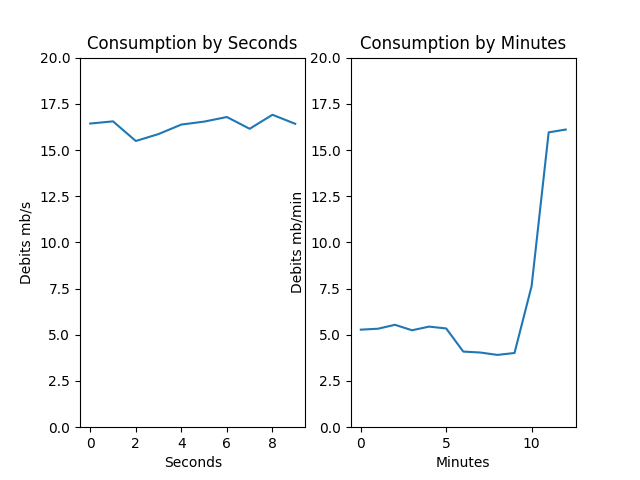 Consumption by Seconds
20.0
17.5
15.0
12.5
10.0
7.5
5.0
2.5
0.0
Debits mb/s
0 2 4 6 8
Seconds
Consumption by Minutes
20.0
17.5
15.0
12.5
10.0
7.5
5.0
2.5
0.0
Debits mb/min
0 5 10
Minutes